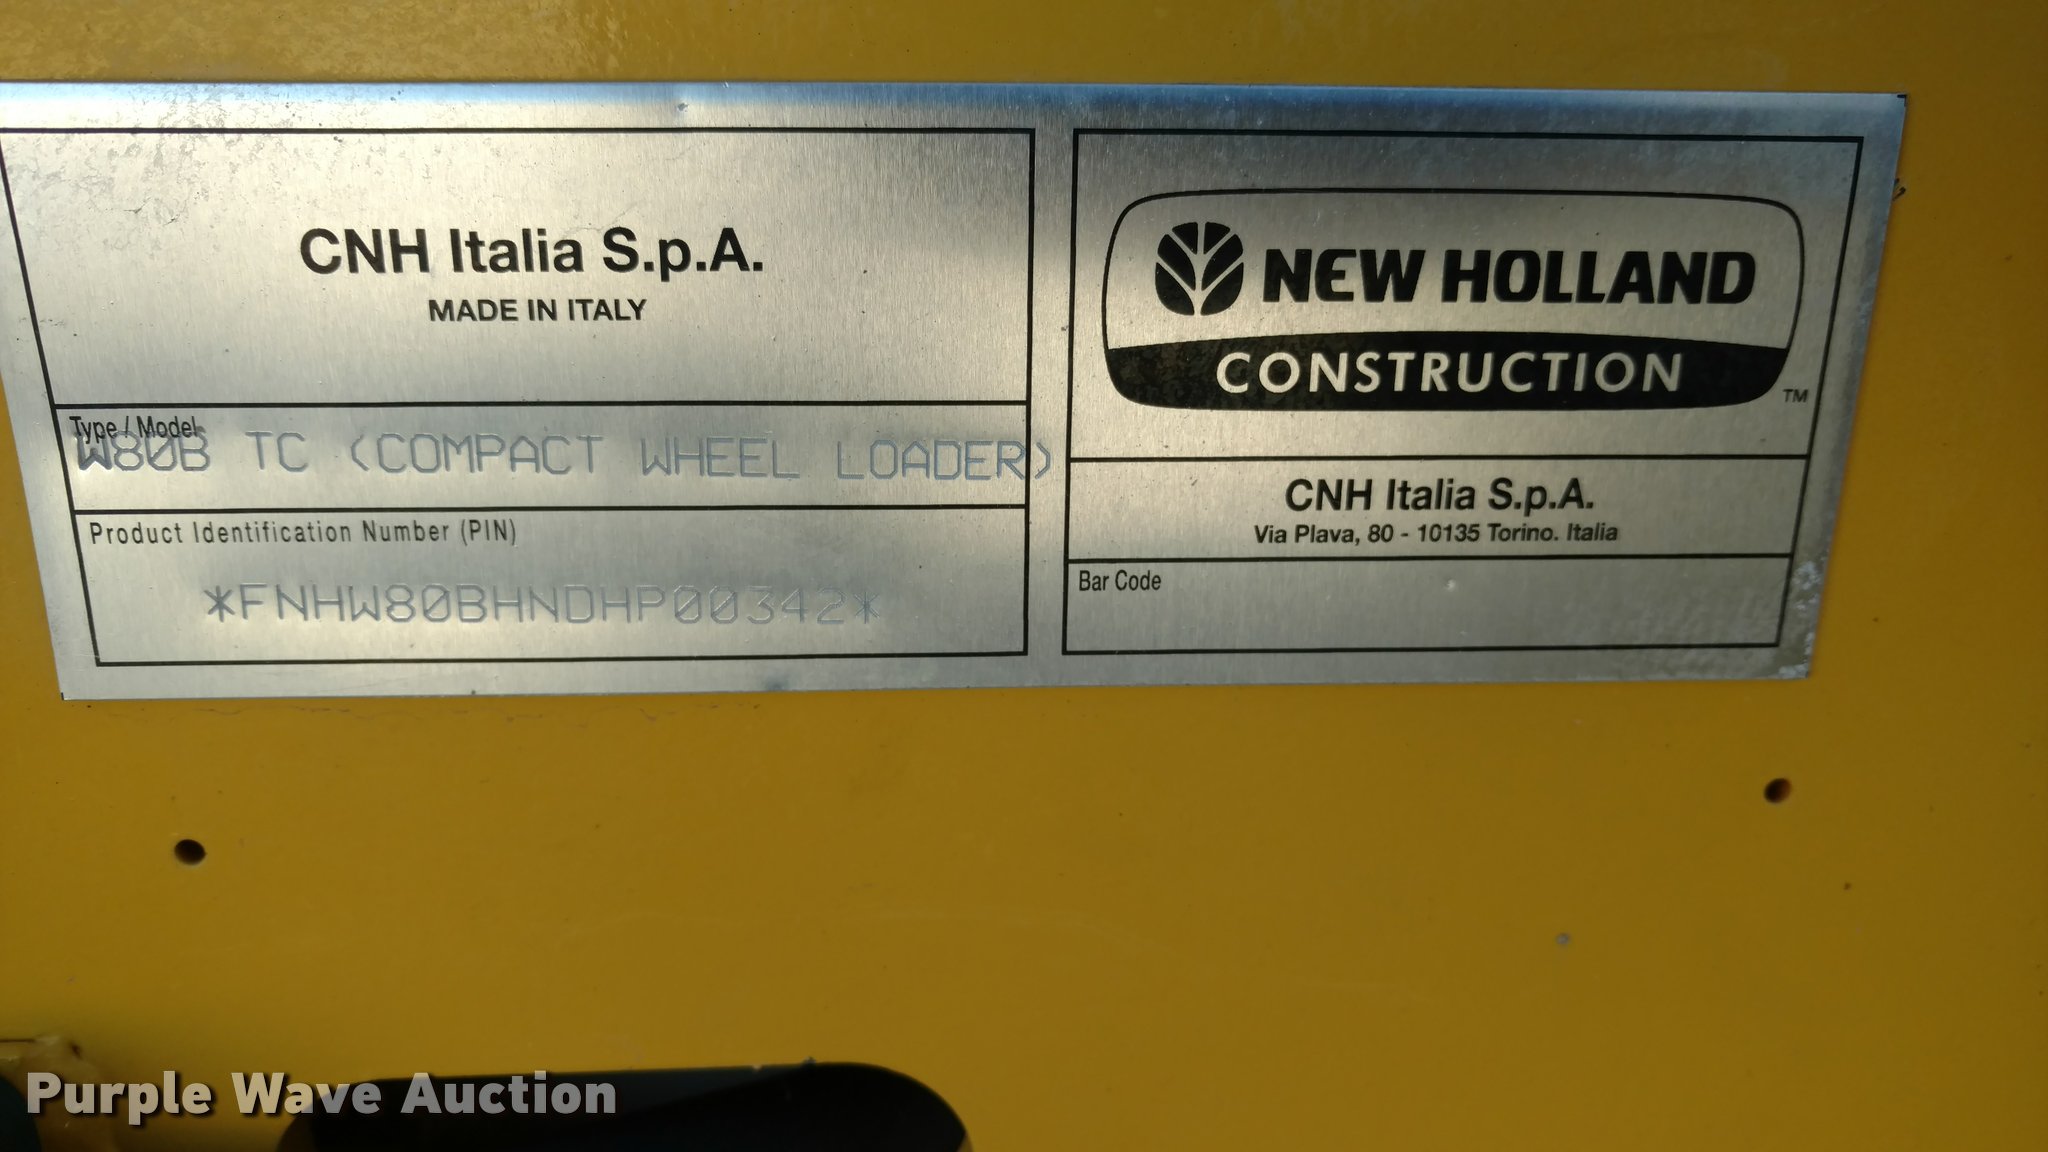 CNH Italia S.p.A.
MADE IN ITALY
Type / Model
W80B TC (COMPACT WHEEL LOADER)
Product Identification Number (PIN)
*FNHW80BHNDHP00342*
NEW HOLLAND
CONSTRUCTION
TM
CNH Italia S.p.A.
Via Plava, 80 - 10135 Torino. Italia
Bar Code
Purple Wave Auction